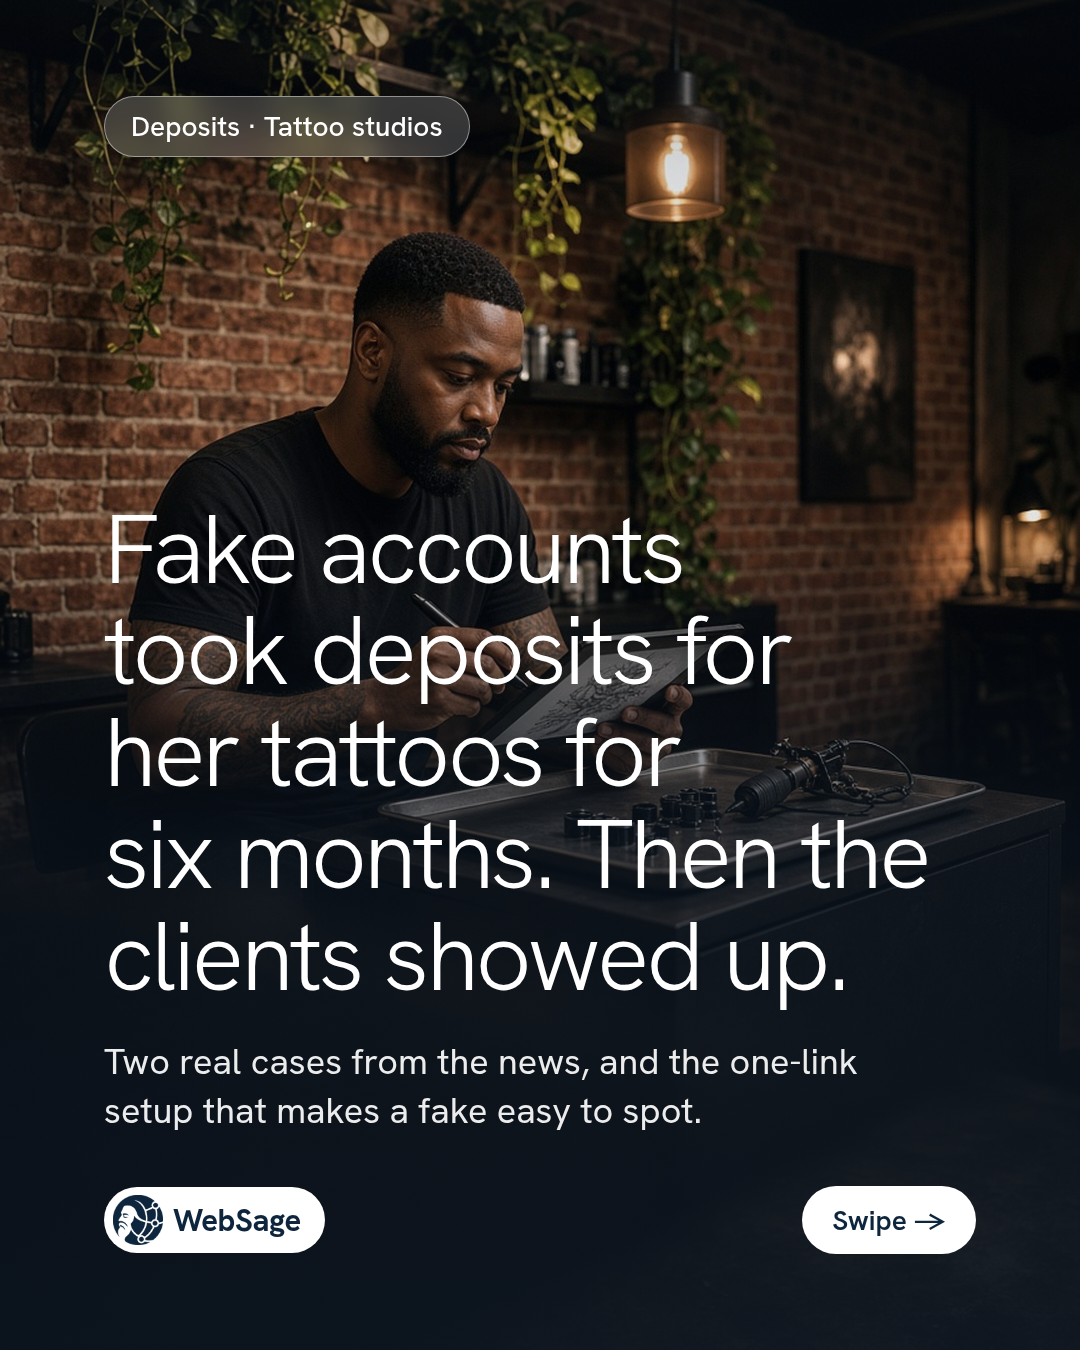 Deposits · Tattoo studios
Fake accounts
took deposits for
her tattoos for
six months. Then the
clients showed up.
Two real cases from the news, and the one-link
setup that makes a fake easy to spot.
WebSage
Swipe →